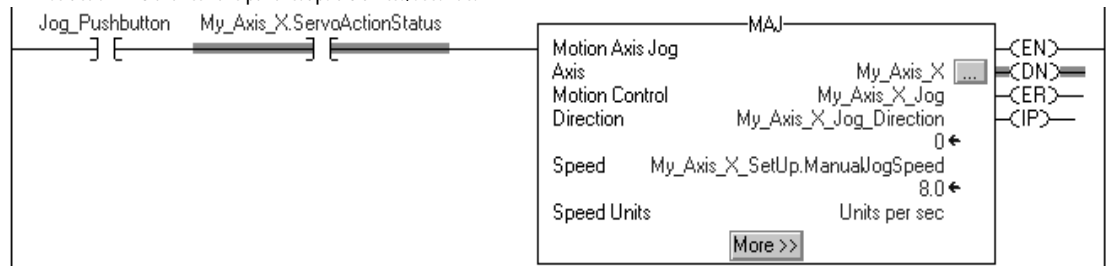 Jog_Pushbutton My_Axis_X.ServoActionStatus
MAJ
Motion Axis Jog
Axis My_Axis_X ...
Motion Control My_Axis_X_Jog
Direction My_Axis_X_Jog_Direction
0
Speed My_Axis_X_SetUp.ManualJogSpeed
8.0
Speed Units Units per sec
More >>
EN
DN
ER
IP